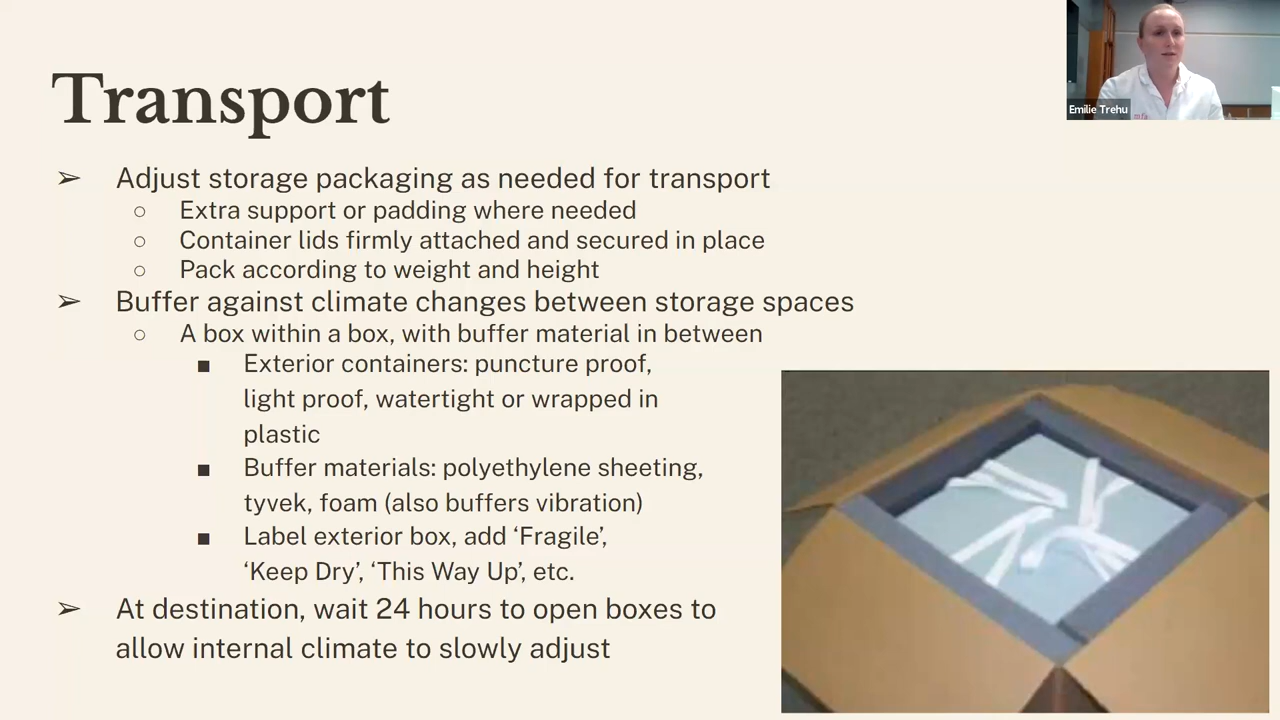 Transport
Emilie Trehu
➢ Adjust storage packaging as needed for transport
○ Extra support or padding where needed
○ Container lids firmly attached and secured in place
○ Pack according to weight and height
➢ Buffer against climate changes between storage spaces
○ A box within a box, with buffer material in between
■ Exterior containers: puncture proof,
light proof, watertight or wrapped in
plastic
■ Buffer materials: polyethylene sheeting,
tyvek, foam (also buffers vibration)
■ Label exterior box, add ‘Fragile’,
‘Keep Dry’, ‘This Way Up’, etc.
➢ At destination, wait 24 hours to open boxes to
allow internal climate to slowly adjust